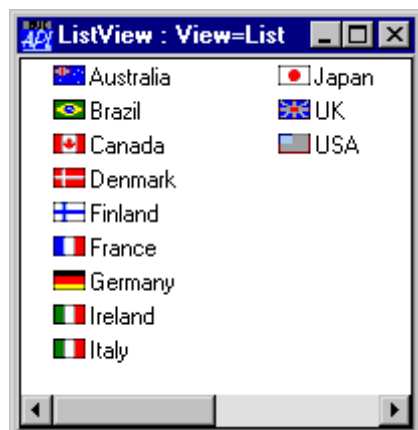 ListView : View=List
Australia
Brazil
Canada
Denmark
Finland
France
Germany
Ireland
Italy
Japan
UK
USA